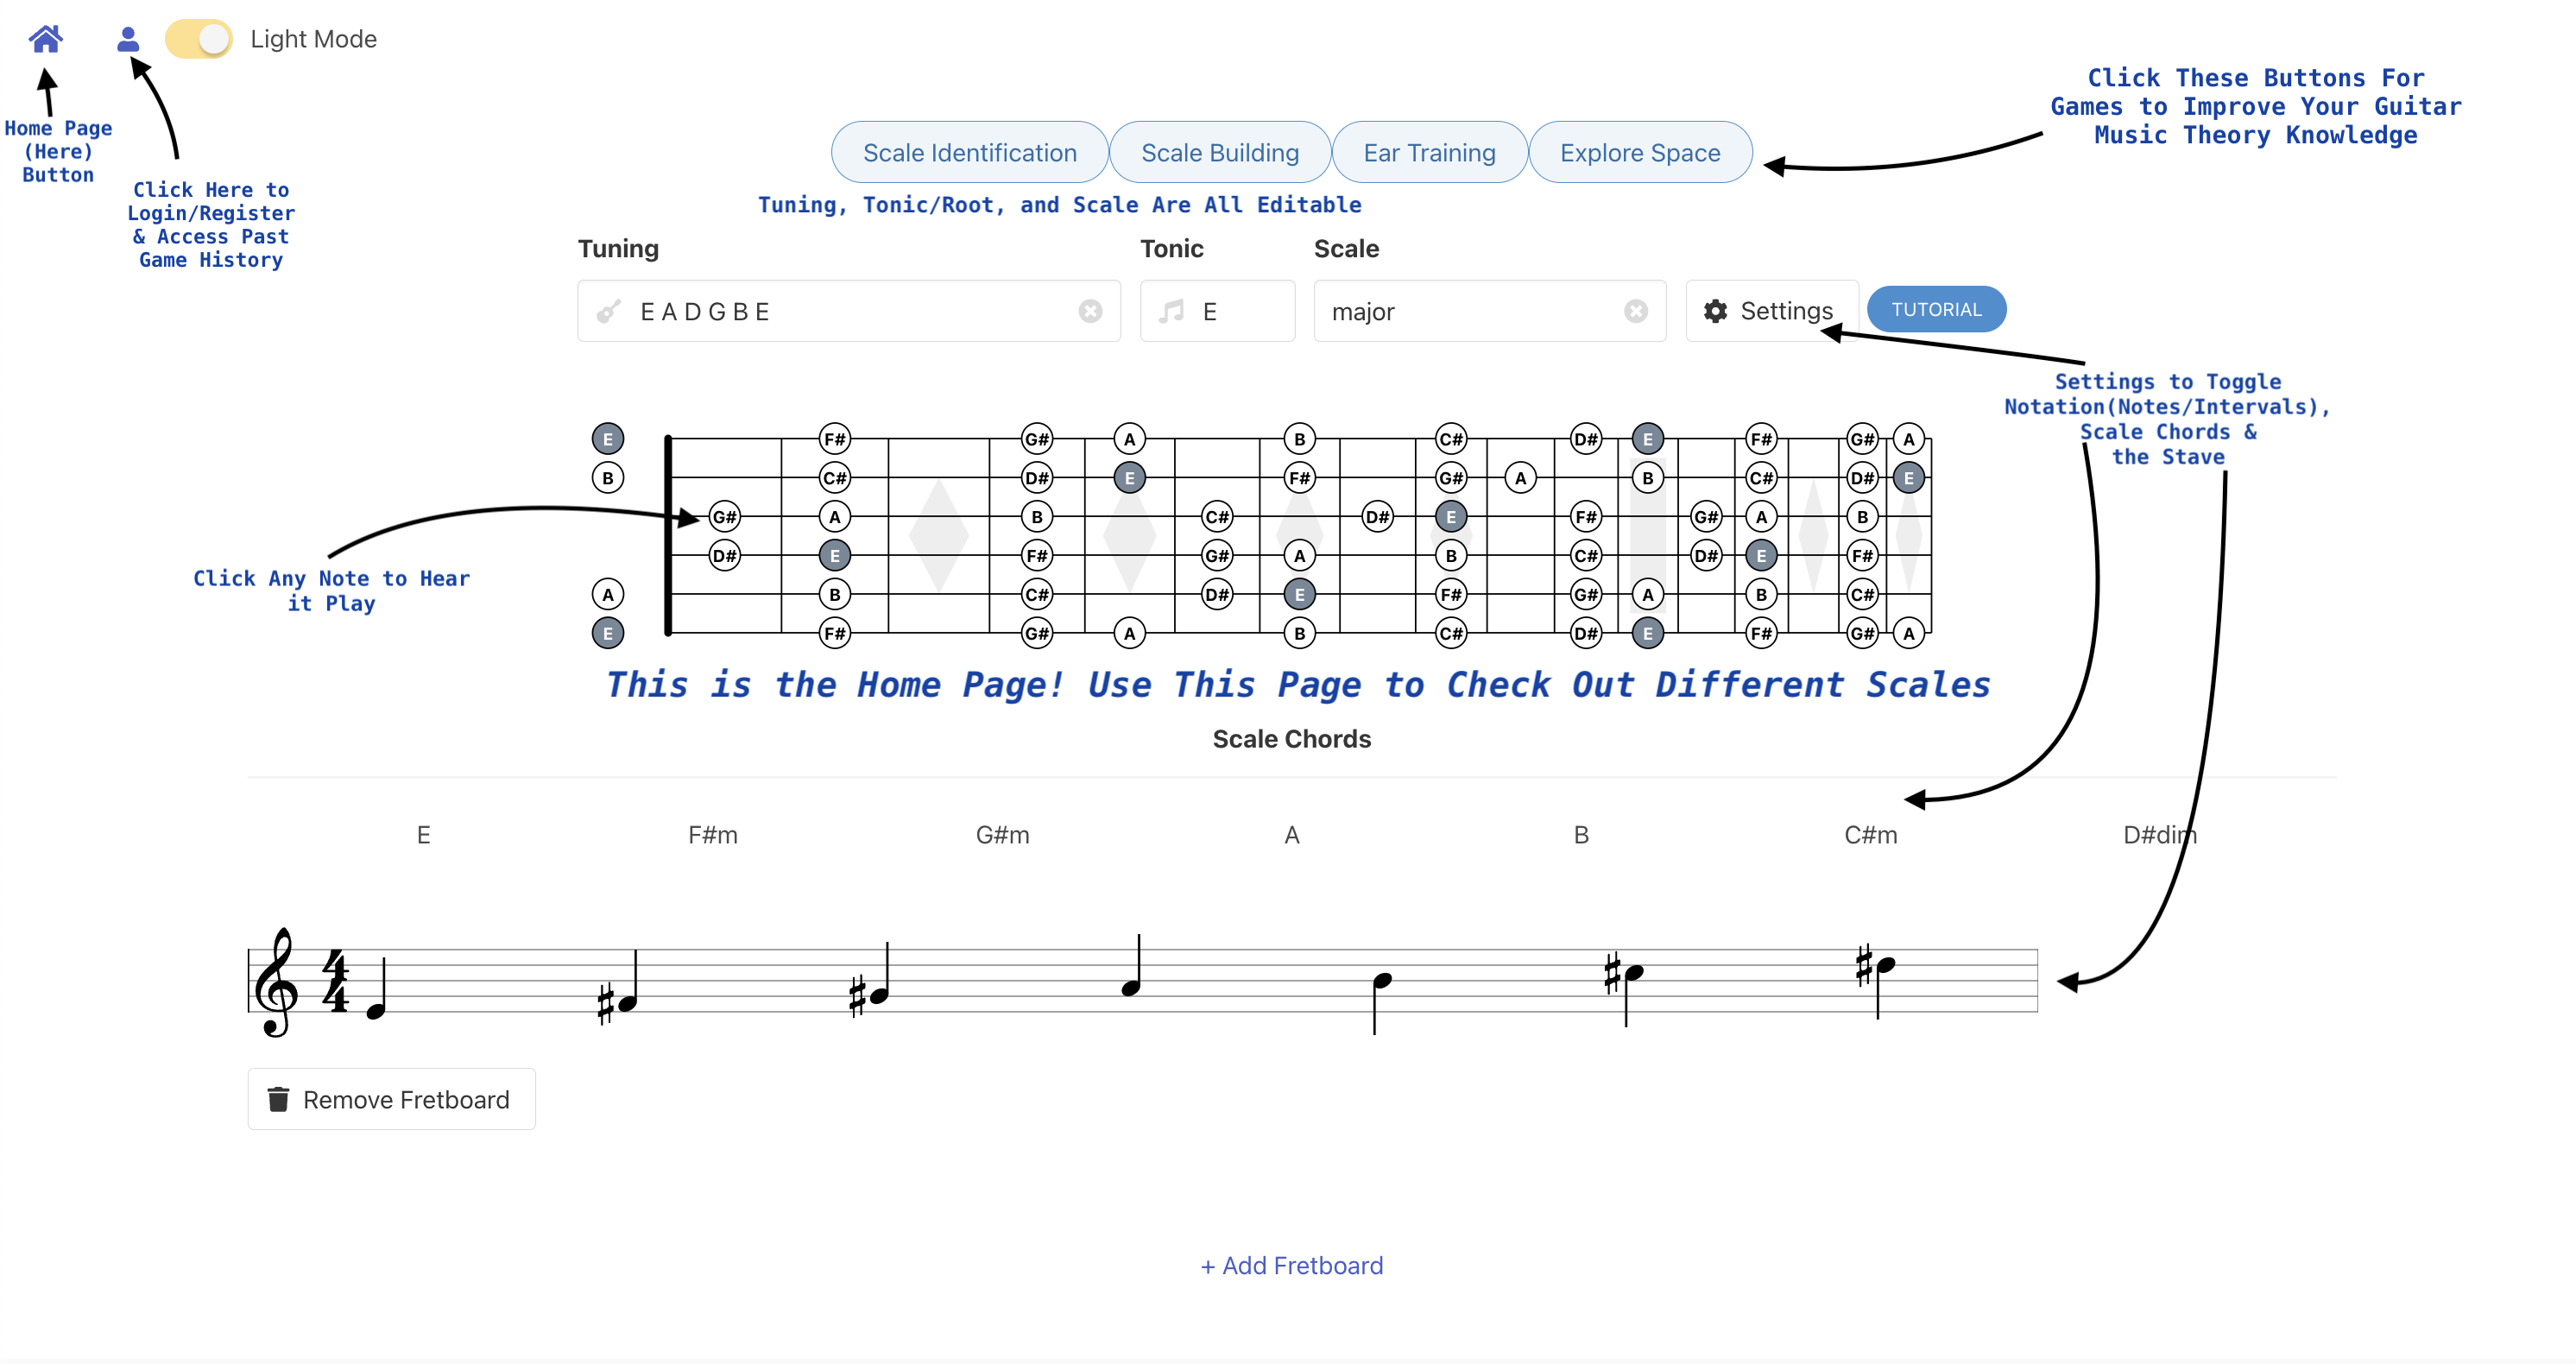 Light Mode
Home Page
(Here)
Button
Click Here to
Login/Register
& Access Past
Game History
Click These Buttons For
Games to Improve Your Guitar
Music Theory Knowledge
Scale Identification Scale Building Ear Training Explore Space
Tuning, Tonic/Root, and Scale Are All Editable
Tuning Tonic Scale
E A D G B E E major Settings TUTORIAL
Settings to Toggle
Notation(Notes/Intervals),
Scale Chords &
the Stave
E F# G# A B C# D# E F# G# A
B C# D# E F# G# A B C# D# E
G# A B C# D# E F# G# A B
D# E F# G# A B C# D# E F#
A B C# D# E F# G# A B C#
E F# G# A B C# D# E F# G# A
Click Any Note to Hear
it Play
This is the Home Page! Use This Page to Check Out Different Scales
Scale Chords
E F#m G#m A B C#m D#dim
4
4
Remove Fretboard
+ Add Fretboard